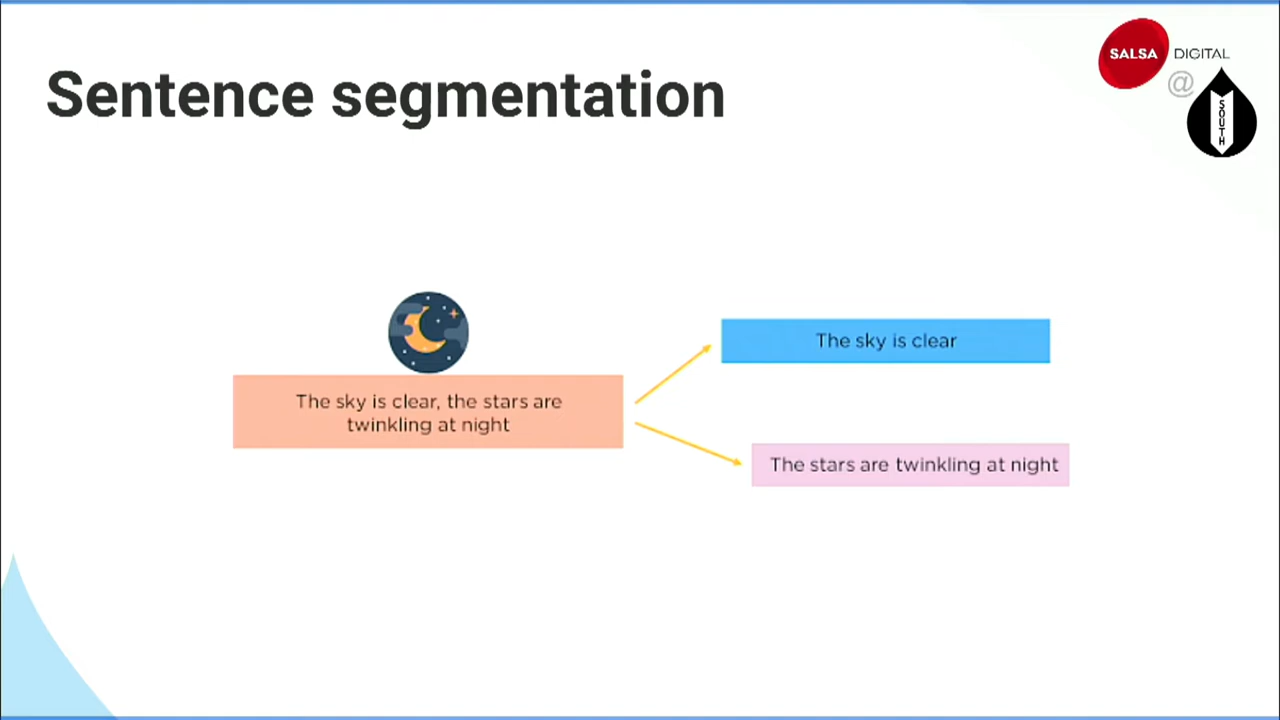 Sentence segmentation
SALSA DIGITAL
@
SOUTH
The sky is clear, the stars are
twinkling at night
The sky is clear
The stars are twinkling at night